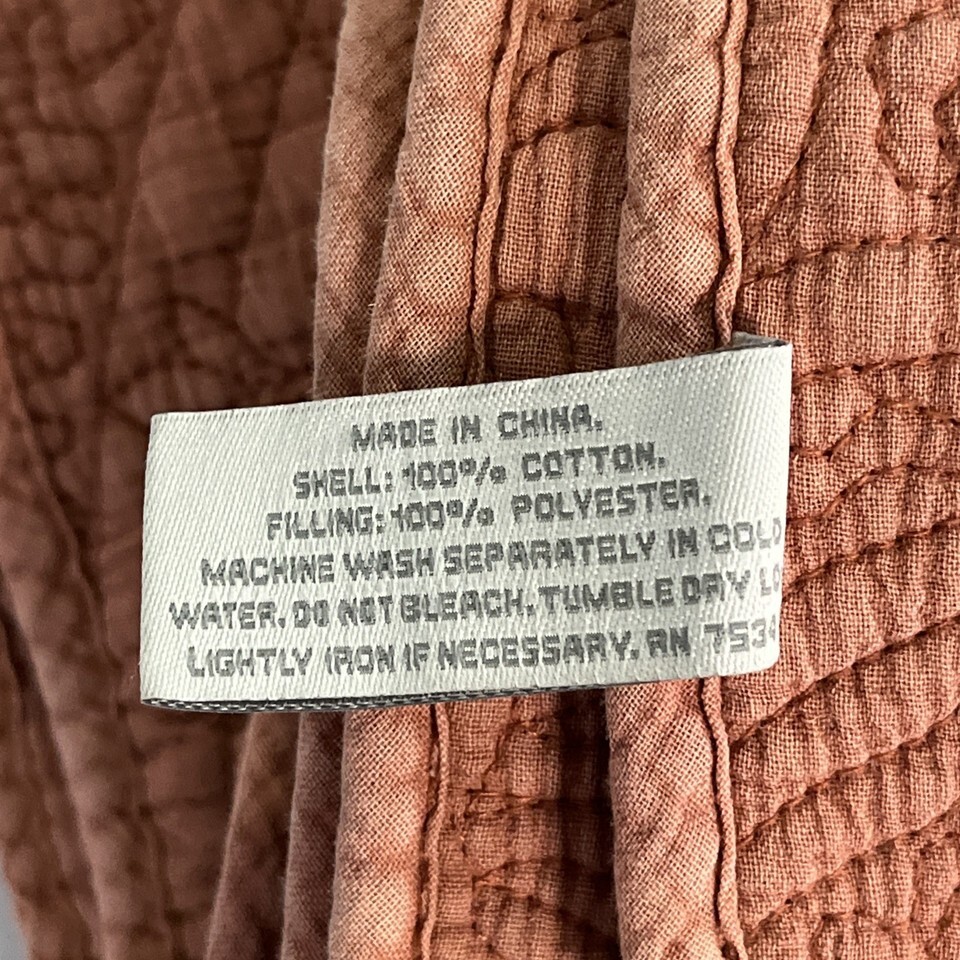 MADE IN CHINA.
SHELL: 100% COTTON.
FILLING: 100% POLYESTER.
MACHINE WASH SEPARATELY IN COLD
WATER. DO NOT BLEACH. TUMBLE DRY LO
LIGHTLY IRON IF NECESSARY. RN 7534